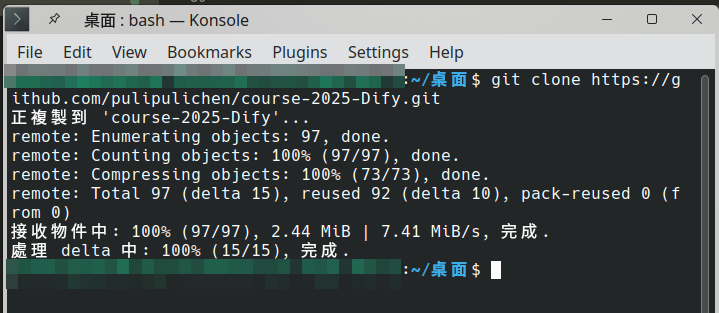 桌面 : bash — Konsole
File Edit View Bookmarks Plugins Settings Help
:~/桌面$ git clone https://g
ithub.com/pulipulichen/course-2025-Dify.git
正複製到 'course-2025-Dify'...
remote: Enumerating objects: 97, done.
remote: Counting objects: 100% (97/97), done.
remote: Compressing objects: 100% (73/73), done.
remote: Total 97 (delta 15), reused 92 (delta 10), pack-reused 0 (f
rom 0)
接收物件中: 100% (97/97), 2.44 MiB | 7.41 MiB/s, 完成.
處理 delta 中: 100% (15/15), 完成.
:~/桌面$